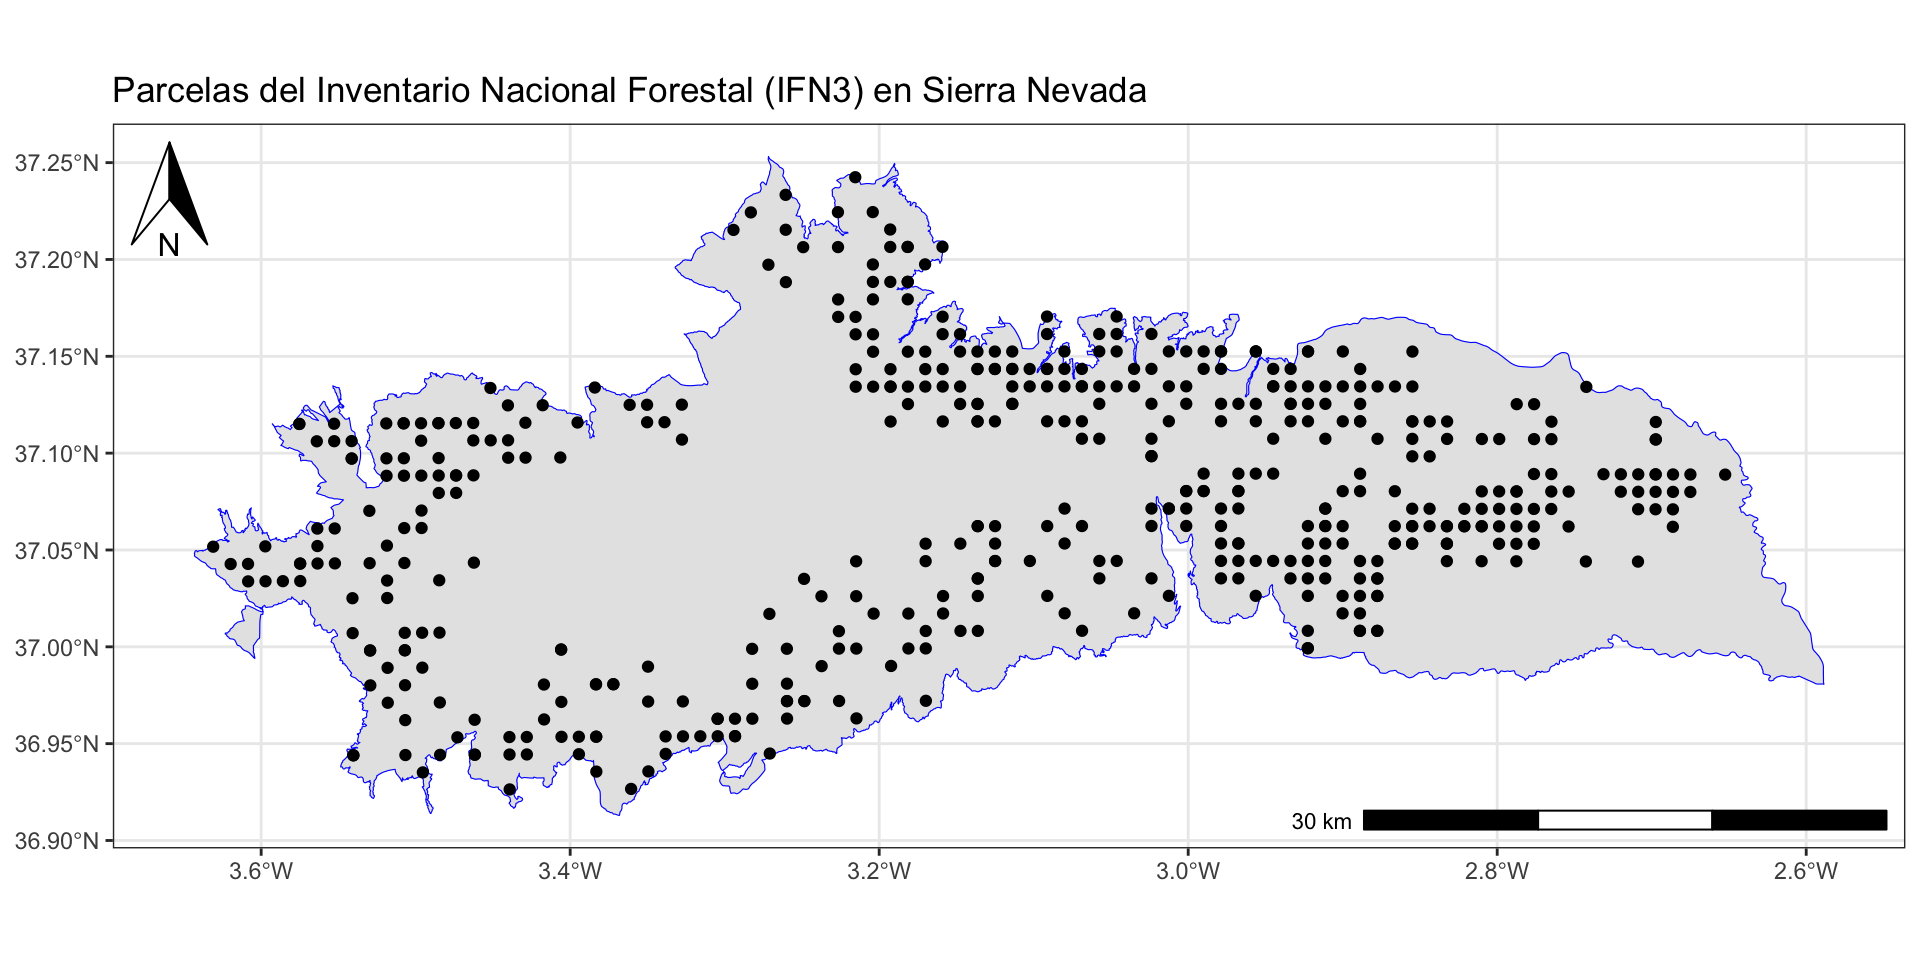 Parcelas del Inventario Nacional Forestal (IFN3) en Sierra Nevada
37.25°N
37.20°N
37.15°N
37.10°N
37.05°N
37.00°N
36.95°N
36.90°N
N
30 km
3.6°W
3.4°W
3.2°W
3.0°W
2.8°W
2.6°W